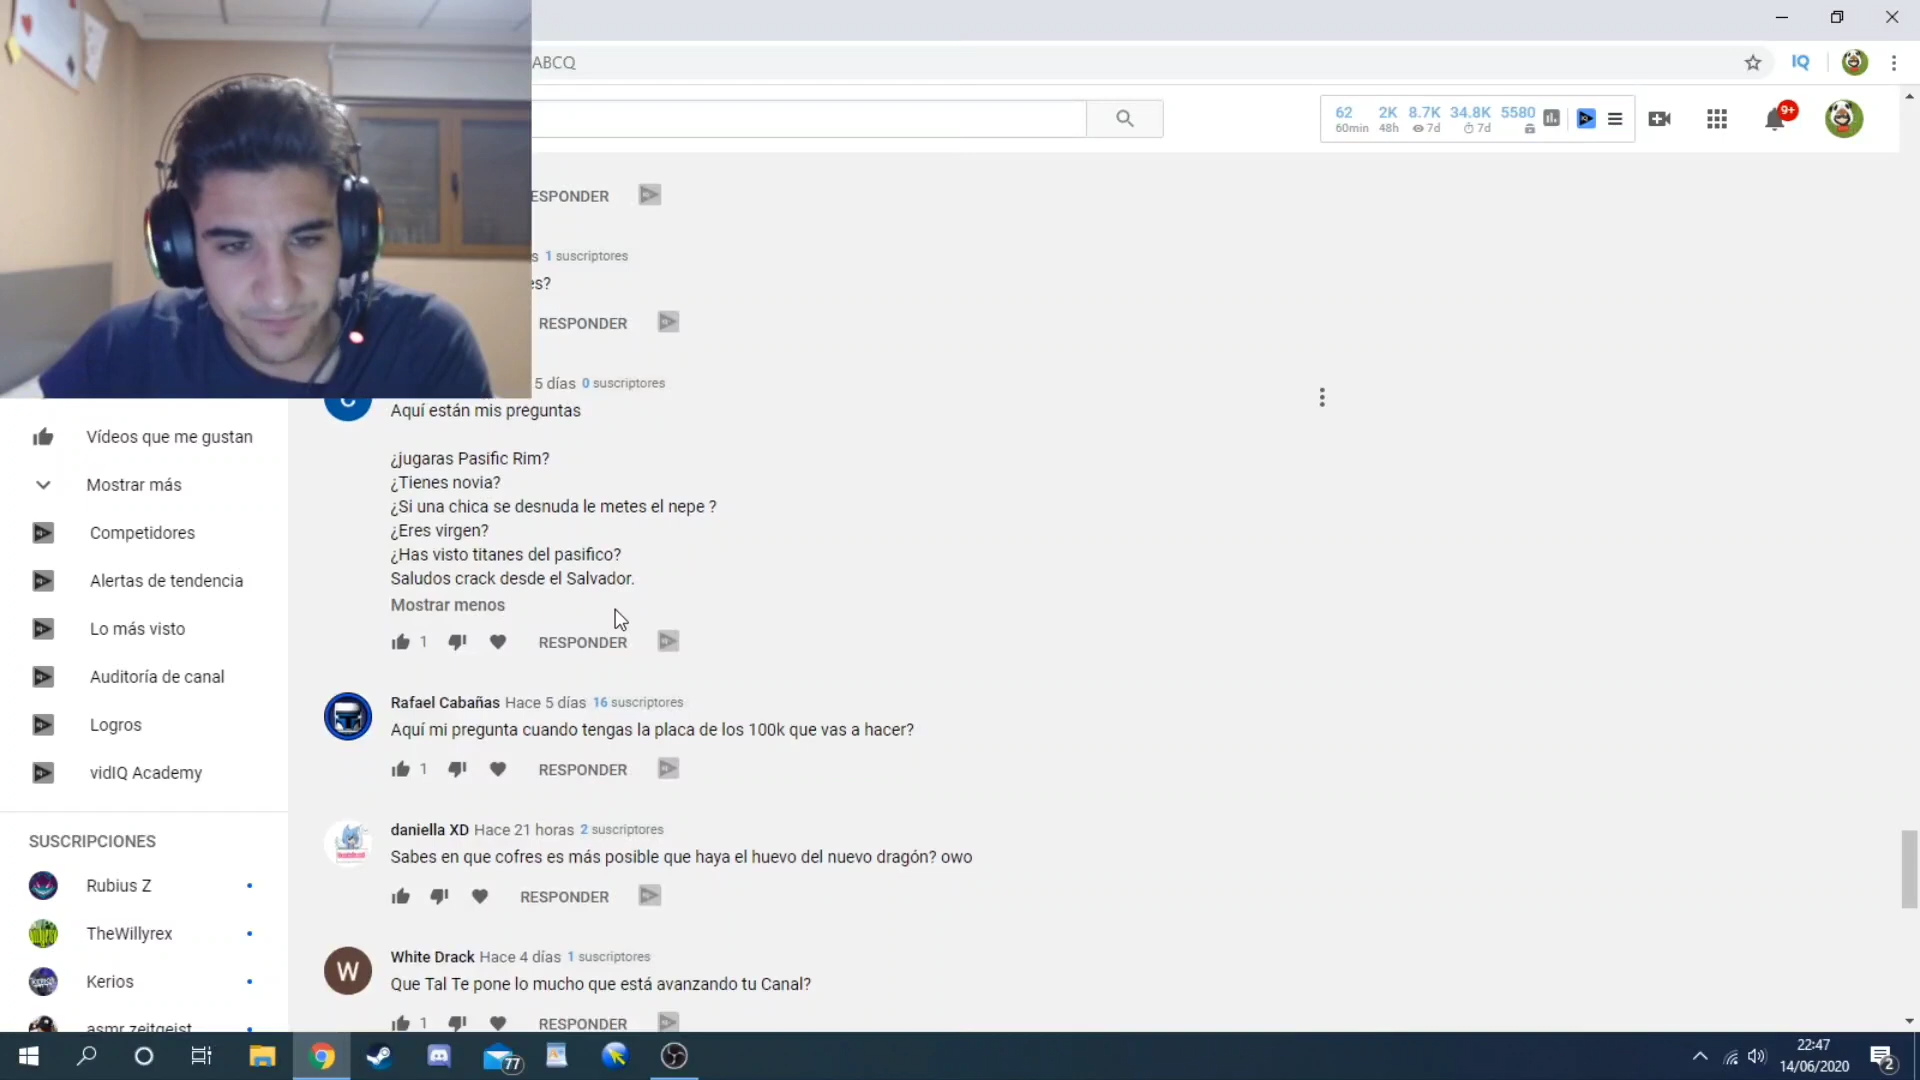 ABCQ
IQ
62 2K 8.7K 34.8K 5580
60min 48h 7d 7d
9+
ESPONDER
s 1 suscriptores
es?
RESPONDER
5 días 0 suscriptores
Aquí están mis preguntas
¿jugaras Pasific Rim?
¿Tienes novia?
¿Si una chica se desnuda le metes el nepe ?
¿Eres virgen?
¿Has visto titanes del pasifico?
Saludos crack desde el Salvador.
Mostrar menos
1 RESPONDER
Rafael Cabañas Hace 5 días 16 suscriptores
Aquí mi pregunta cuando tengas la placa de los 100k que vas a hacer?
1 RESPONDER
daniella XD Hace 21 horas 2 suscriptores
Sabes en que cofres es más posible que haya el huevo del nuevo dragón? owo
RESPONDER
W
White Drack Hace 4 días 1 suscriptores
Que Tal Te pone lo mucho que está avanzando tu Canal?
1 RESPONDER
Vídeos que me gustan
Mostrar más
Competidores
Alertas de tendencia
Lo más visto
Auditoría de canal
Logros
vidIQ Academy
SUSCRIPCIONES
Rubius Z
TheWillyrex
Kerios
asmr zeitgeist
77
22:47
14/06/2020
2